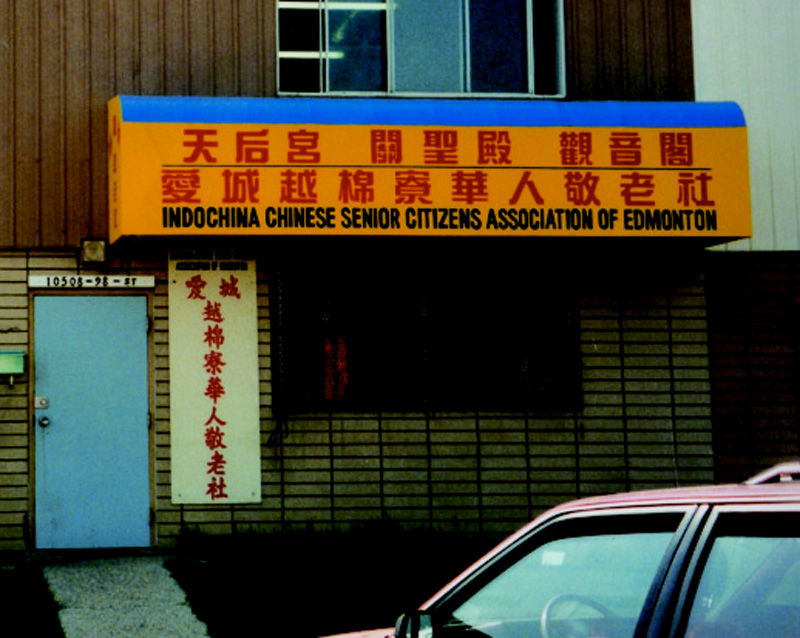 天后宮 關聖殿 觀音閣
愛城越棉寮華人敬老社
INDOCHINA CHINESE SENIOR CITIZENS ASSOCIATION OF EDMONTON
10508-98-ST
愛城
越棉寮華人敬老社